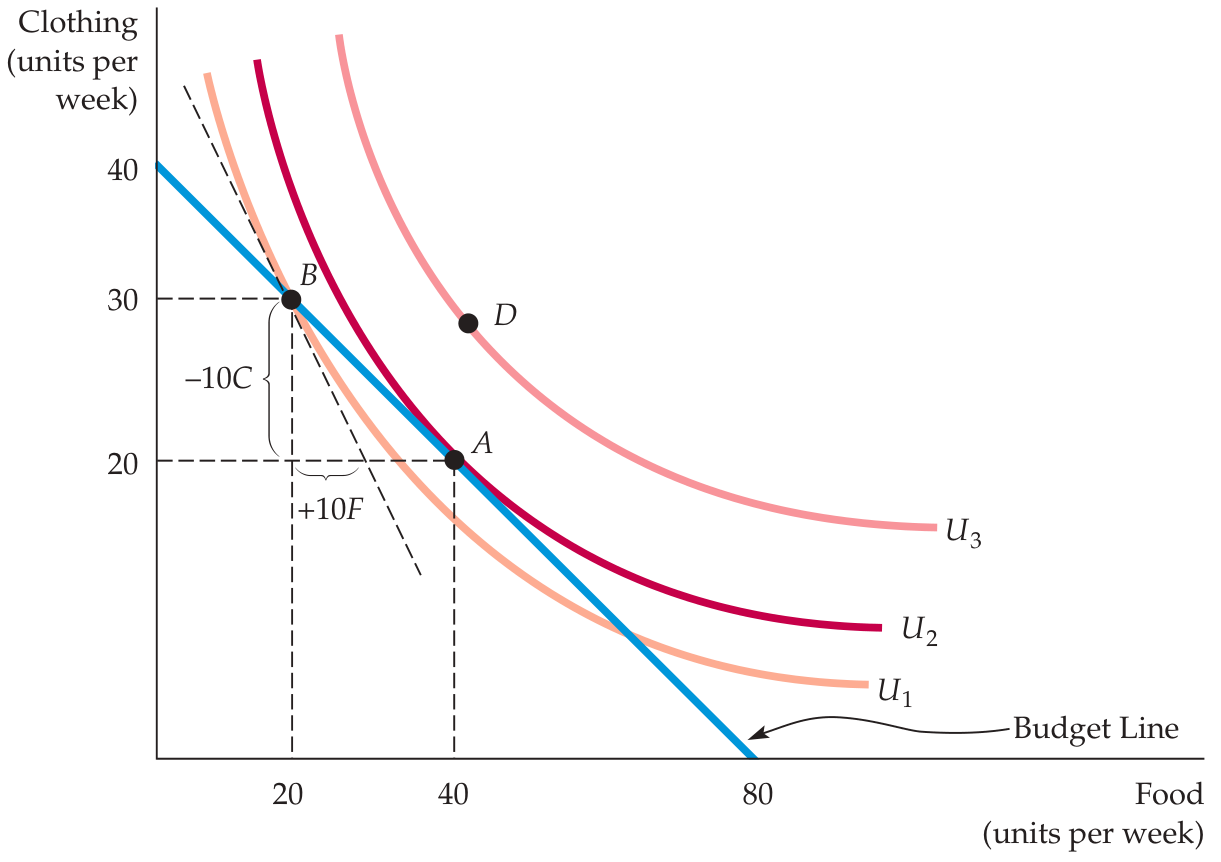 Clothing
(units per
week)
40
B
30
D
–10C
A
20
+10F
U3
U2
U1
Budget Line
20 40 80 Food
(units per week)